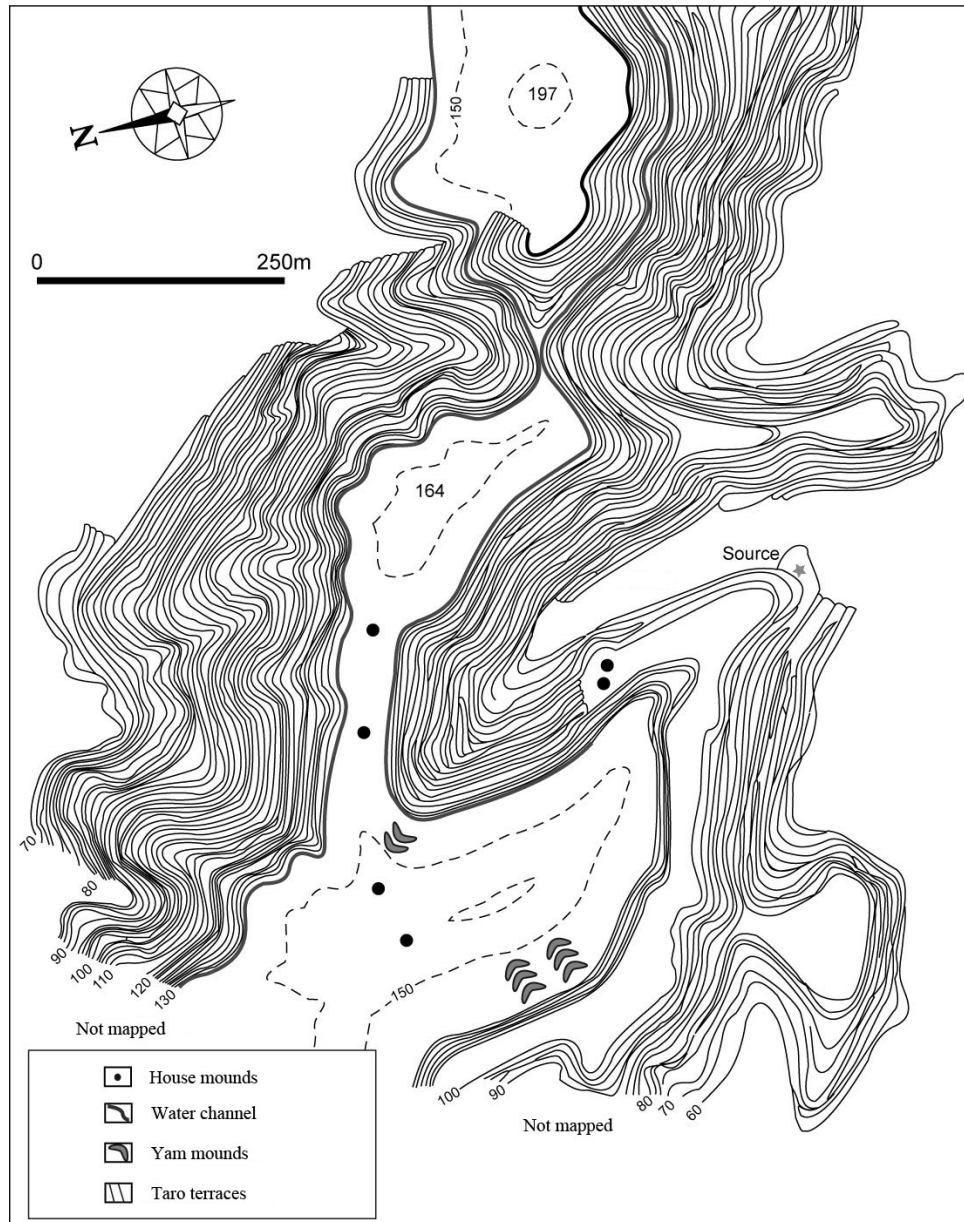 197
150
N
0 250m
164
Source
70
80
90
100
110
120
130
150
Not mapped
100
90
80
70
60
Not mapped
House mounds
Water channel
Yam mounds
Taro terraces